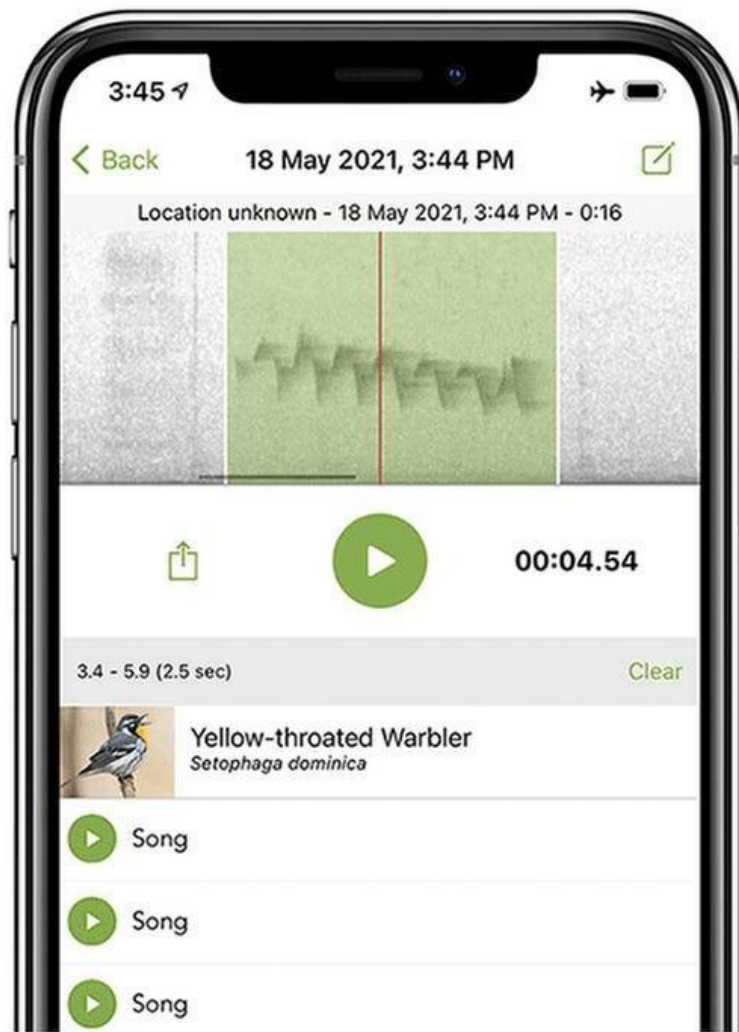 3:45
Back 18 May 2021, 3:44 PM
Location unknown - 18 May 2021, 3:44 PM - 0:16
00:04.54
3.4 - 5.9 (2.5 sec)
Clear
Yellow-throated Warbler
Setophaga dominica
Song
Song
Song